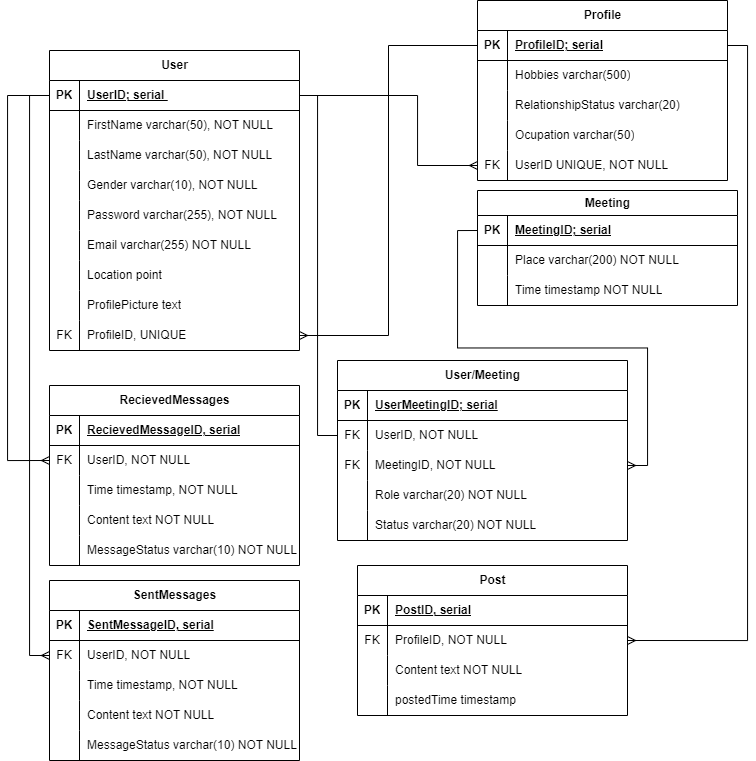 User
PK UserID; serial
FirstName varchar(50), NOT NULL
LastName varchar(50), NOT NULL
Gender varchar(10), NOT NULL
Password varchar(255), NOT NULL
Email varchar(255) NOT NULL
Location point
ProfilePicture text
FK ProfileID, UNIQUE
RecievedMessages
PK RecievedMessageID, serial
FK UserID, NOT NULL
Time timestamp, NOT NULL
Content text NOT NULL
MessageStatus varchar(10) NOT NULL
SentMessages
PK SentMessageID, serial
FK UserID, NOT NULL
Time timestamp, NOT NULL
Content text NOT NULL
MessageStatus varchar(10) NOT NULL
Profile
PK ProfileID; serial
Hobbies varchar(500)
RelationshipStatus varchar(20)
Ocupation varchar(50)
FK UserID UNIQUE, NOT NULL
Meeting
PK MeetingID; serial
Place varchar(200) NOT NULL
Time timestamp NOT NULL
User/Meeting
PK UserMeetingID; serial
FK UserID, NOT NULL
FK MeetingID, NOT NULL
Role varchar(20) NOT NULL
Status varchar(20) NOT NULL
Post
PK PostID, serial
FK ProfileID, NOT NULL
Content text NOT NULL
postedTime timestamp